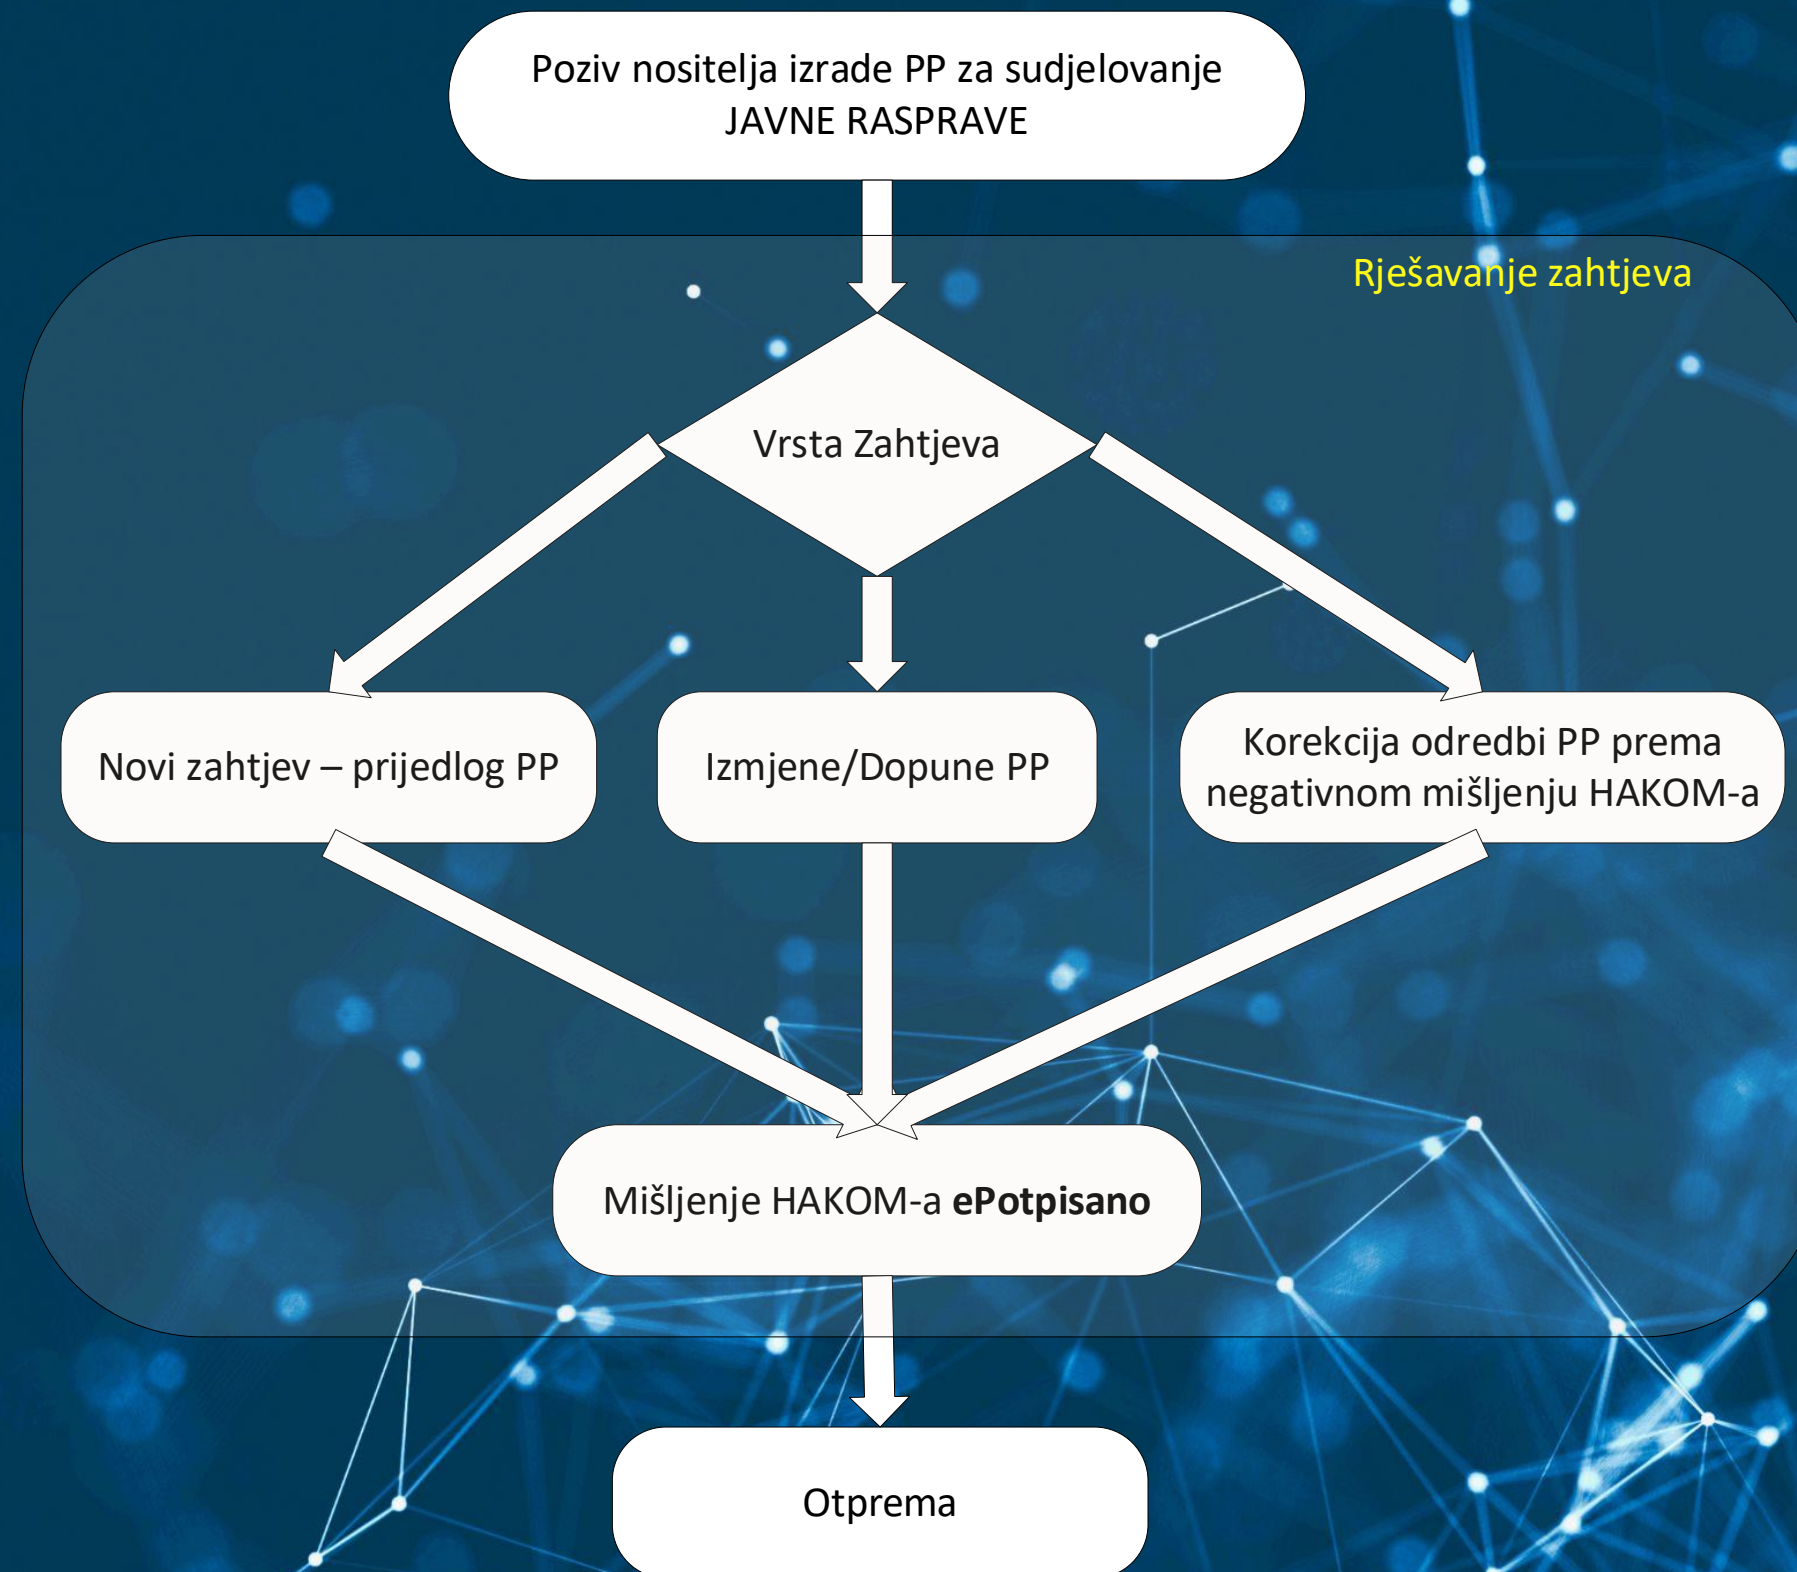 Poziv nositelja izrade PP za sudjelovanje
JAVNE RASPRAVE
Rješavanje zahtjeva
Vrsta Zahtjeva
Novi zahtjev – prijedlog PP
Izmjene/Dopune PP
Korekcija odredbi PP prema
negativnom mišljenju HAKOM-a
Mišljenje HAKOM-a ePotpisano
Otprema